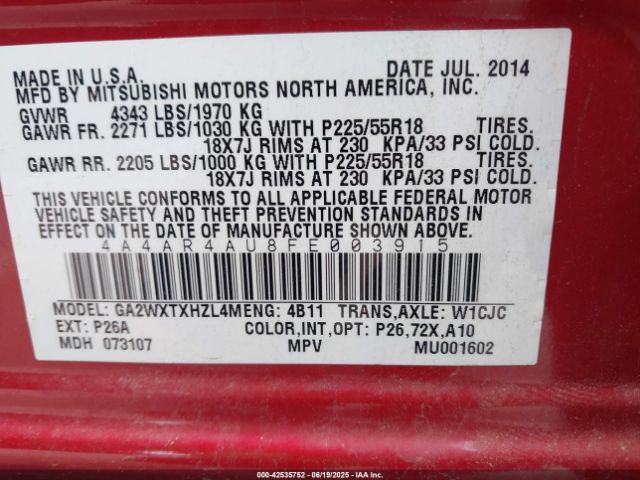 MADE IN U.S.A. DATE JUL. 2014
MFD BY MITSUBISHI MOTORS NORTH AMERICA, INC.
GVWR 4343 LBS/1970 KG
GAWR FR. 2271 LBS/1030 KG WITH P225/55R18 TIRES.
18X7J RIMS AT 230 KPA/33 PSI COLD.
GAWR RR. 2205 LBS/1000 KG WITH P225/55R18 TIRES.
18X7J RIMS AT 230 KPA/33 PSI COLD.
THIS VEHICLE CONFORMS TO ALL APPLICABLE FEDERAL MOTOR
VEHICLE SAFETY AND THEFT PREVENTION STANDARDS IN
EFFECT ON THE DATE OF MANUFACTURE SHOWN ABOVE.
4A4AR4AU8FE003915
MODEL: GA2WXTXHZL4MENG: 4B11 TRANS,AXLE: W1CJC
EXT: P26A COLOR,INT,OPT: P26,72X,A10
MDH 073107 MPV MU001602
000-42535752 - 06/19/2025 - IAAI.COM